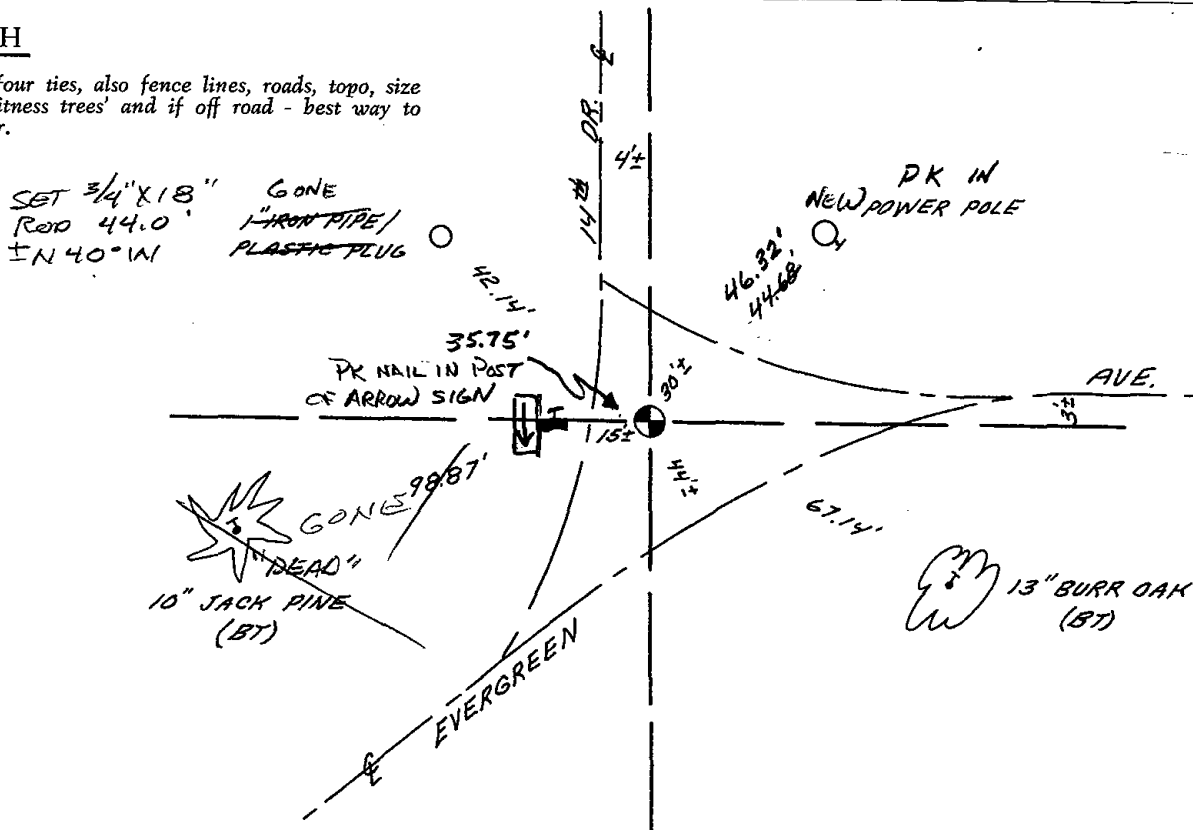 H
four ties, also fence lines, roads, topo, size
itness trees' and if off road - best way to
r.
SET 3/4" X 18"
ROD 44.0'
± N 40° W
GONE
1" IRON PIPE/
PLASTIC PLUG
42.14'
14th DR.
℄
4'±
PK IN
NEW POWER POLE
46.32'
44.68'
35.75'
PK NAIL IN POST
OF ARROW SIGN
30'±
15±
AVE.
3'±
44'±
98.87'
GONE
"DEAD"
10" JACK PINE
(BT)
67.14'
13" BURR OAK
(BT)
EVERGREEN
℄